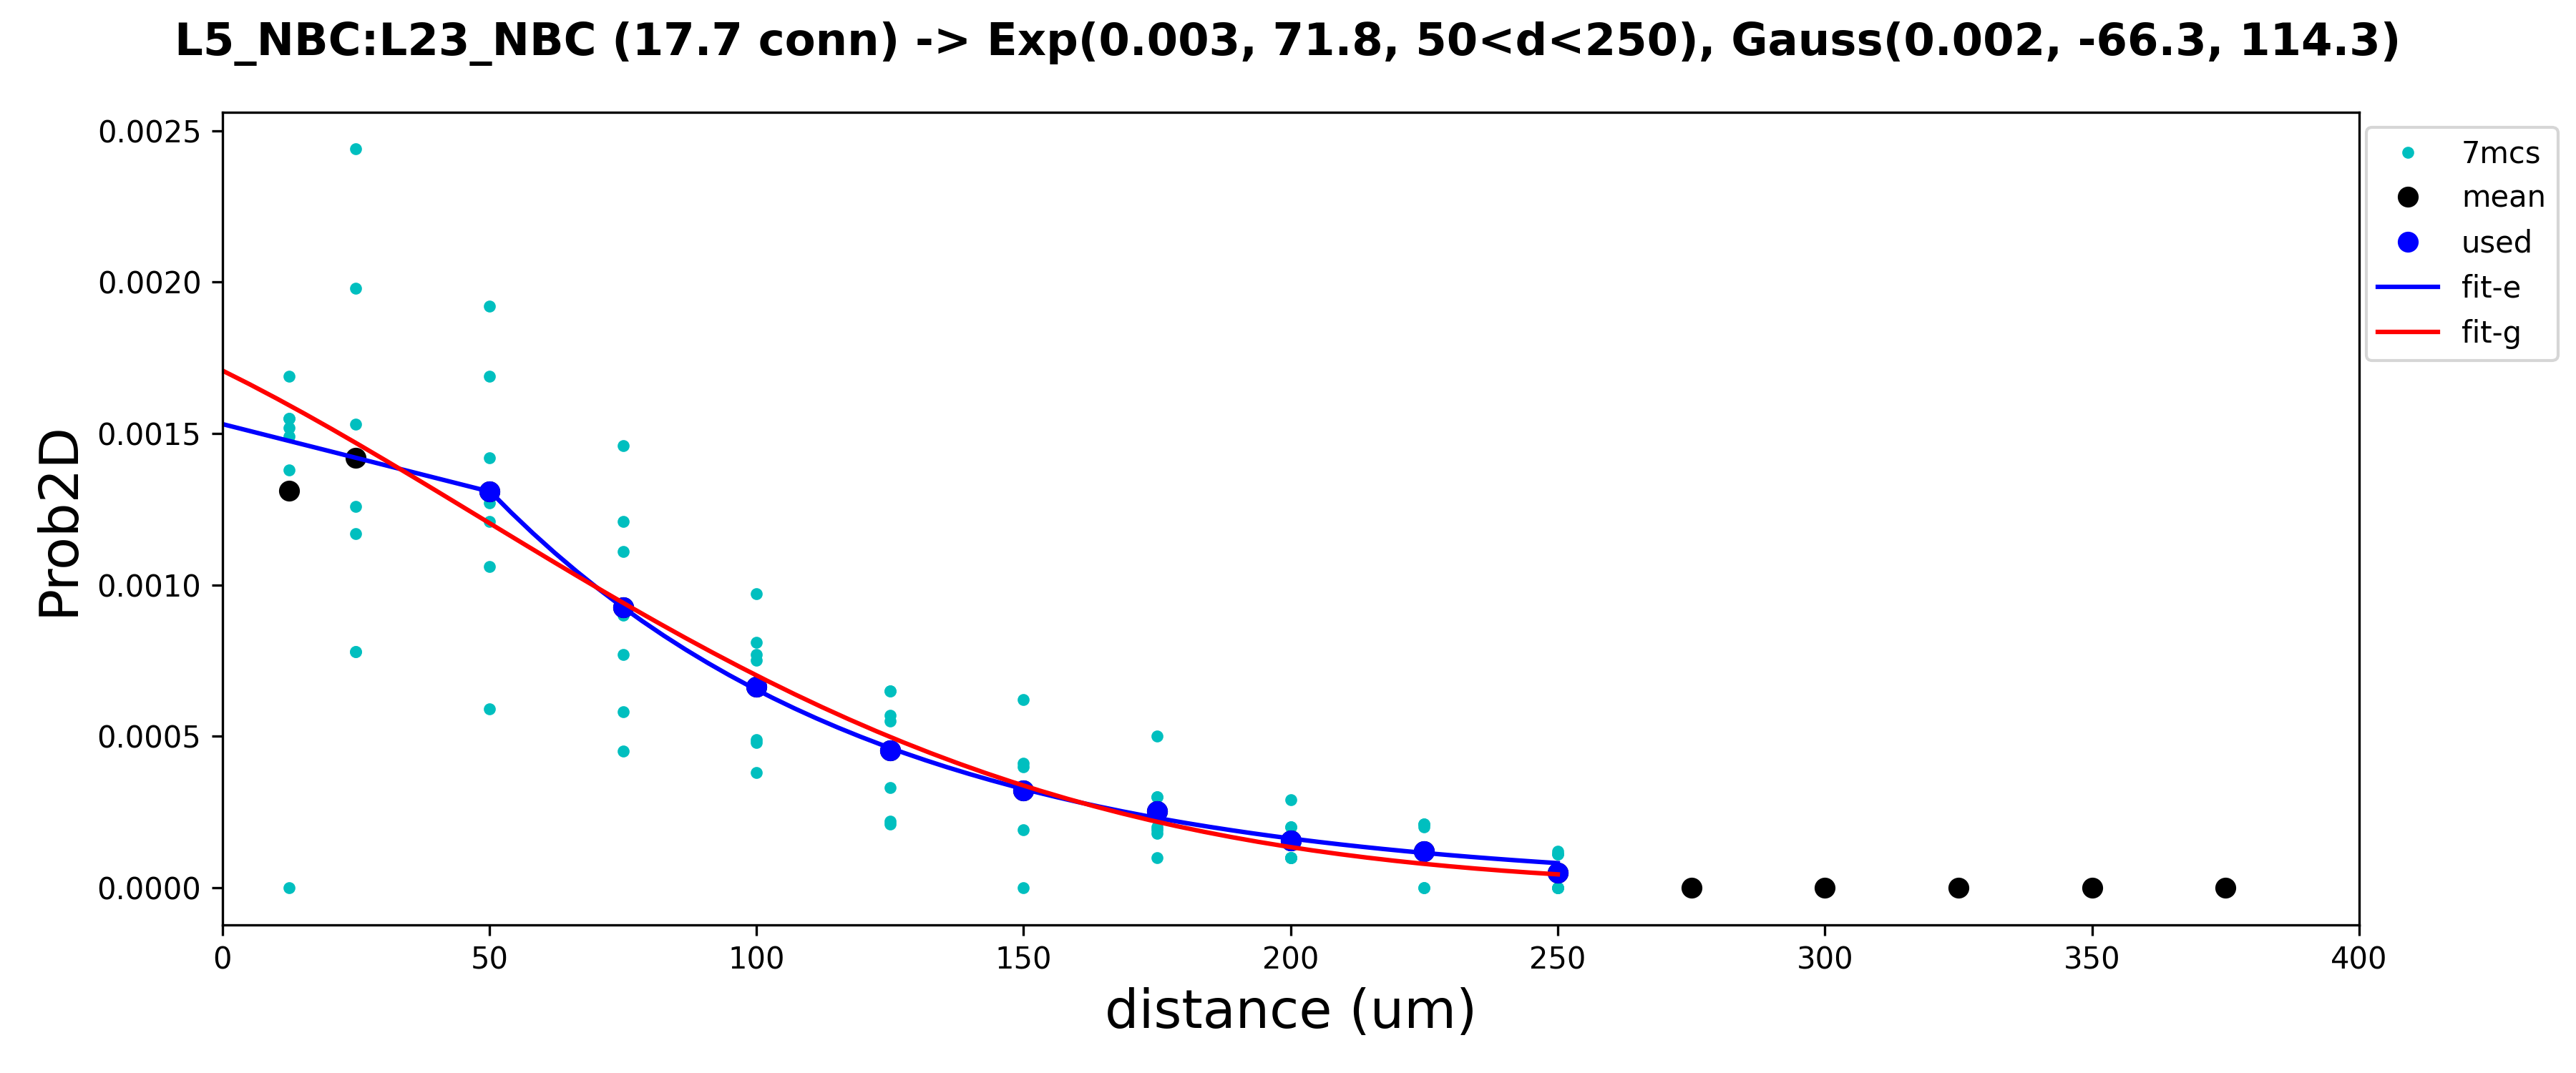 L5_NBC:L23_NBC (17.7 conn) -> Exp(0.003, 71.8, 50<d<250), Gauss(0.002, -66.3, 114.3)
0.0025
0.0020
0.0015
0.0010
0.0005
0.0000
Prob2D
0 50 100 150 200 250 300 350 400
distance (um)
7mcs
mean
used
fit-e
fit-g